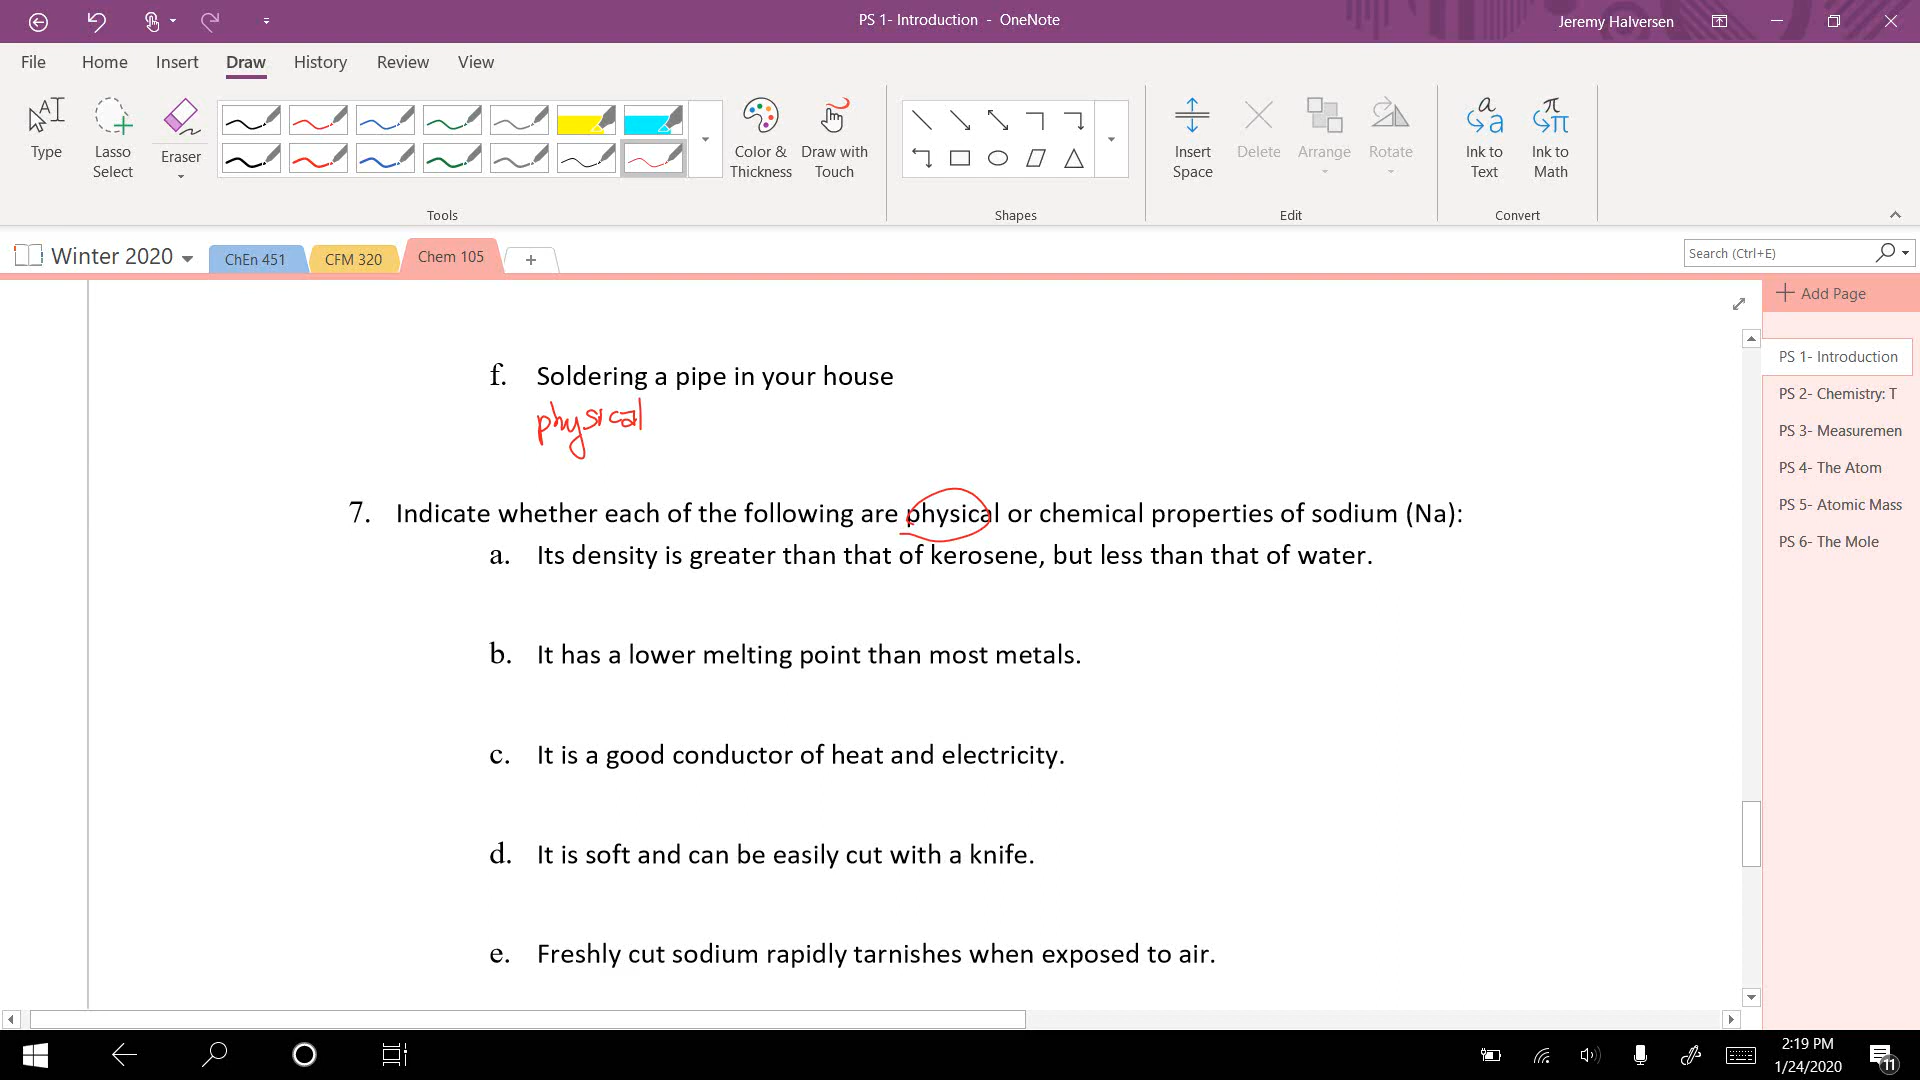 PS 1- Introduction - OneNote
Jeremy Halversen
File Home Insert Draw History Review View
Type
Lasso Select
Eraser
Color & Thickness
Draw with Touch
Insert Space
Delete
Arrange
Rotate
Ink to Text
Ink to Math
Tools
Shapes
Edit
Convert
Winter 2020
ChEn 451
CFM 320
Chem 105
+
Search (Ctrl+E)
Add Page
PS 1- Introduction
PS 2- Chemistry: T
PS 3- Measuremen
PS 4- The Atom
PS 5- Atomic Mass
PS 6- The Mole
f. Soldering a pipe in your house
physical
7. Indicate whether each of the following are physical or chemical properties of sodium (Na):
a. Its density is greater than that of kerosene, but less than that of water.
b. It has a lower melting point than most metals.
c. It is a good conductor of heat and electricity.
d. It is soft and can be easily cut with a knife.
e. Freshly cut sodium rapidly tarnishes when exposed to air.
2:19 PM
1/24/2020
11